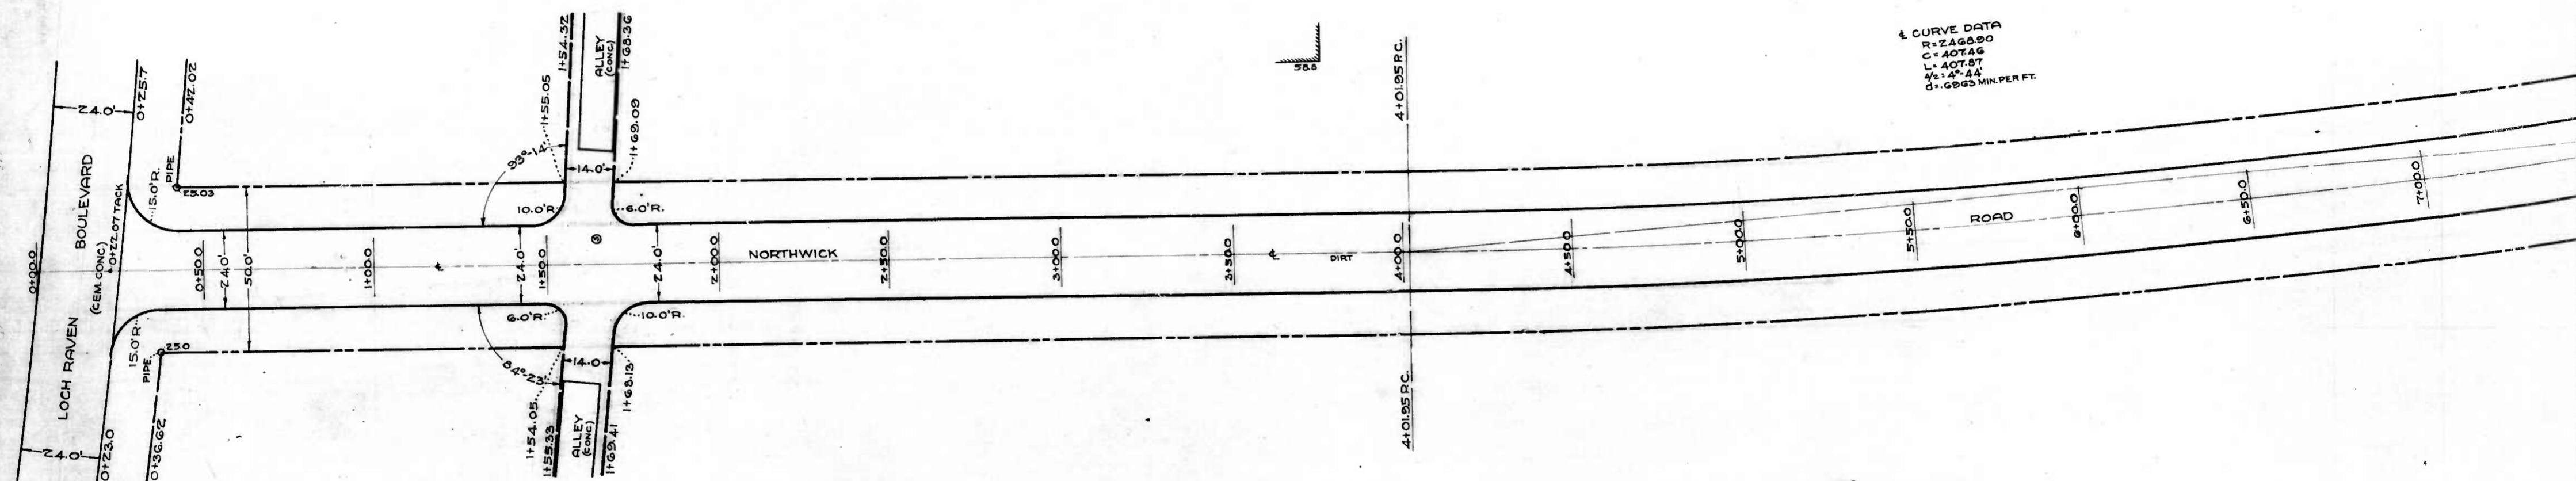 ℄ CURVE DATA
R=2468.90
C=407.46
L=407.87
Δ/2=4°-44'
d=.6963 MIN.PER FT.
0+00.0
24.0'
0+25.7
0+42.02
LOCH RAVEN BOULEVARD
(CEM.CONC)
0+22.07 TACK
15.0'R.
PIPE
25.03
0+50.0
24.0'
50.0'
1+00.0
℄
15.0'R.
PIPE
25.0
24.0'
0+23.0
0+36.62
1+54.32
ALLEY
(CONC)
1+68.36
1+55.05
1+69.09
93°-14'
14.0'
10.0'R.
6.0'R.
24.0'
1+50.0
24.0'
S
6.0'R.
10.0'R.
84°-23'
14.0
1+54.05
1+55.33
ALLEY
(CONC)
1+69.41
1+68.13
2+00.0
NORTHWICK
2+50.0
3+00.0
3+50.0
℄
DIRT
58.8
4+01.95 P.C.
4+00.0
4+01.95 P.C.
4+50.0
5+00.0
5+50.0
ROAD
6+00.0
6+50.0
7+00.0